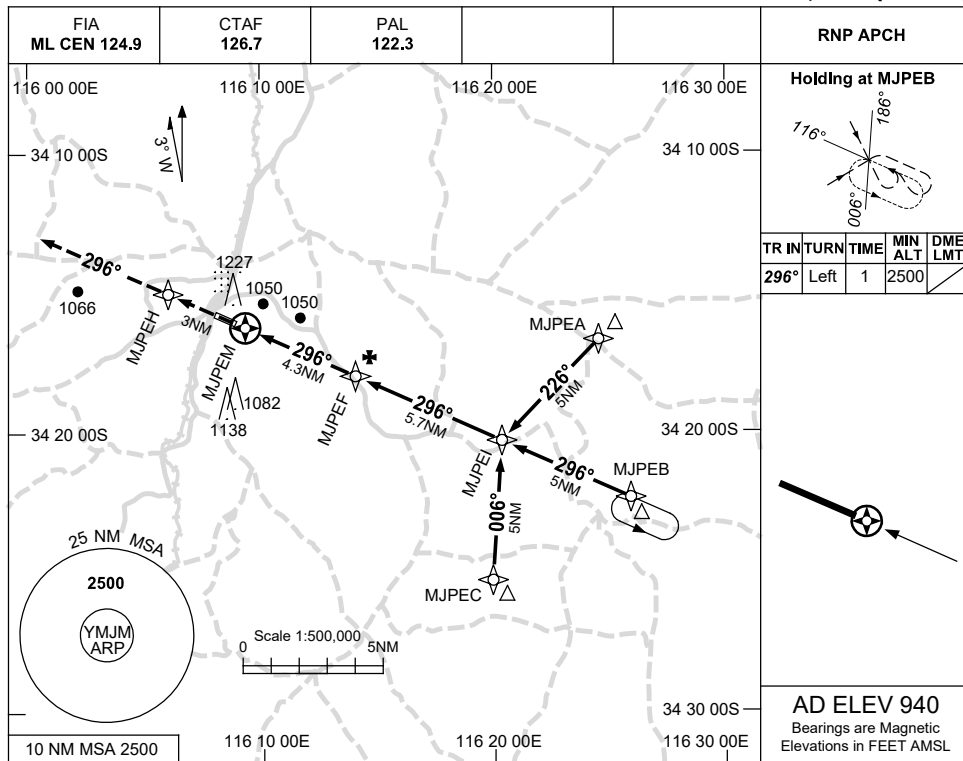 FIA
ML CEN 124.9
CTAF
126.7
PAL
122.3
RNP APCH
116 00 00E
116 10 00E
116 20 00E
116 30 00E
3° W
34 10 00S
34 10 00S
296°
1227
1050
1050
1066
MJPEH
3NM
MJPEM
296°
4.3NM
MJPEF
1082
1138
MJPEA
226°
5NM
296°
5.7NM
34 20 00S
34 20 00S
MJPEI
296°
5NM
MJPEB
006°
5NM
MJPEC
25 NM MSA
2500
YMJM
ARP
Scale 1:500,000
0
5NM
34 30 00S
10 NM MSA 2500
116 10 00E
116 20 00E
116 30 00E
Holding at MJPEB
116°
186°
006°
TR IN TURN TIME MIN ALT DME LMT
296° Left 1 2500
AD ELEV 940
Bearings are Magnetic
Elevations in FEET AMSL